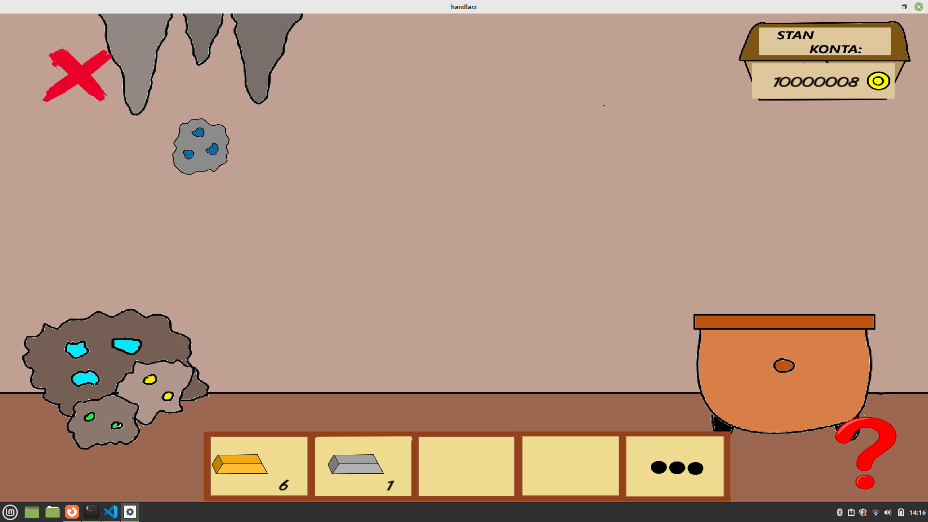 handlarz
STAN
KONTA:
10000008
6
1
14:16